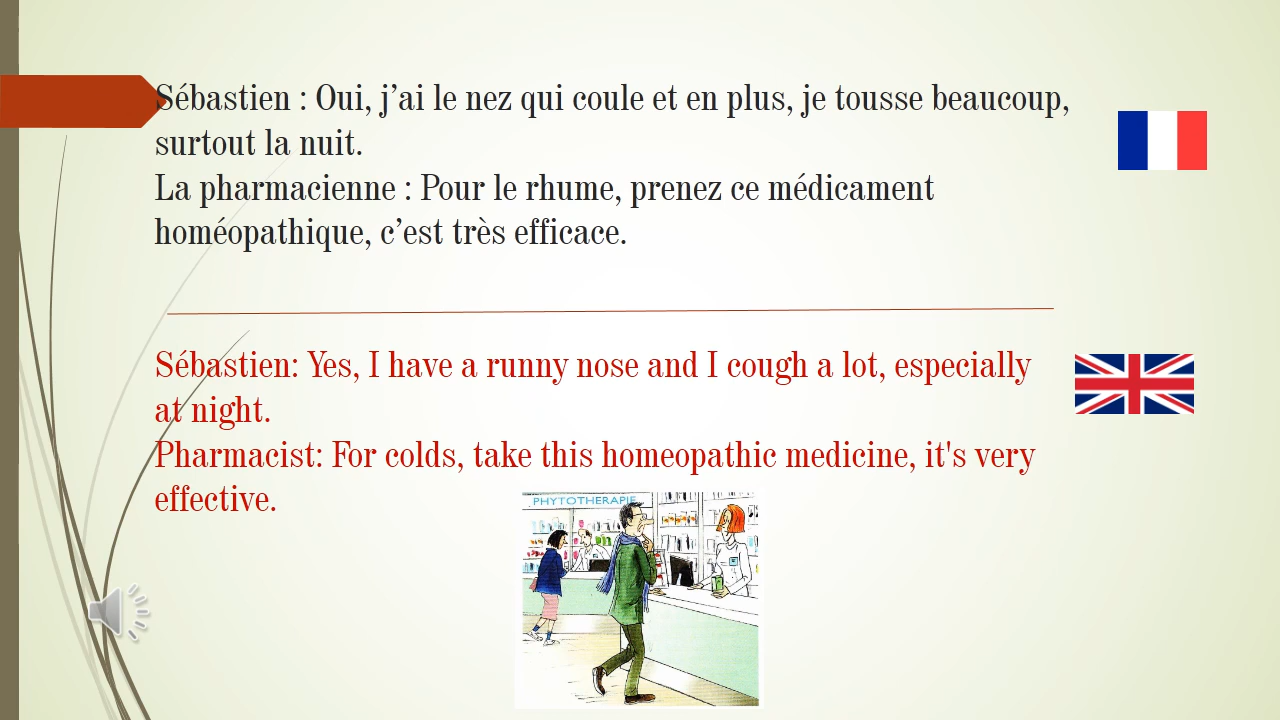 Sébastien : Oui, j’ai le nez qui coule et en plus, je tousse beaucoup,
surtout la nuit.
La pharmacienne : Pour le rhume, prenez ce médicament
homéopathique, c’est très efficace.
Sébastien: Yes, I have a runny nose and I cough a lot, especially
at night.
Pharmacist: For colds, take this homeopathic medicine, it's very
effective.
PHYTOTHERAPIE